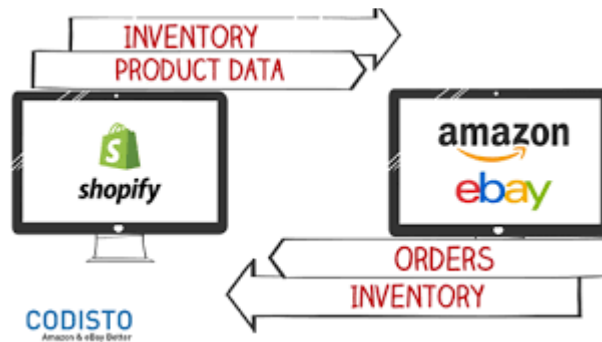 INVENTORY
PRODUCT DATA
S
shopify
amazon
ebay
ORDERS
INVENTORY
CODISTO
Amazon & eBay Better